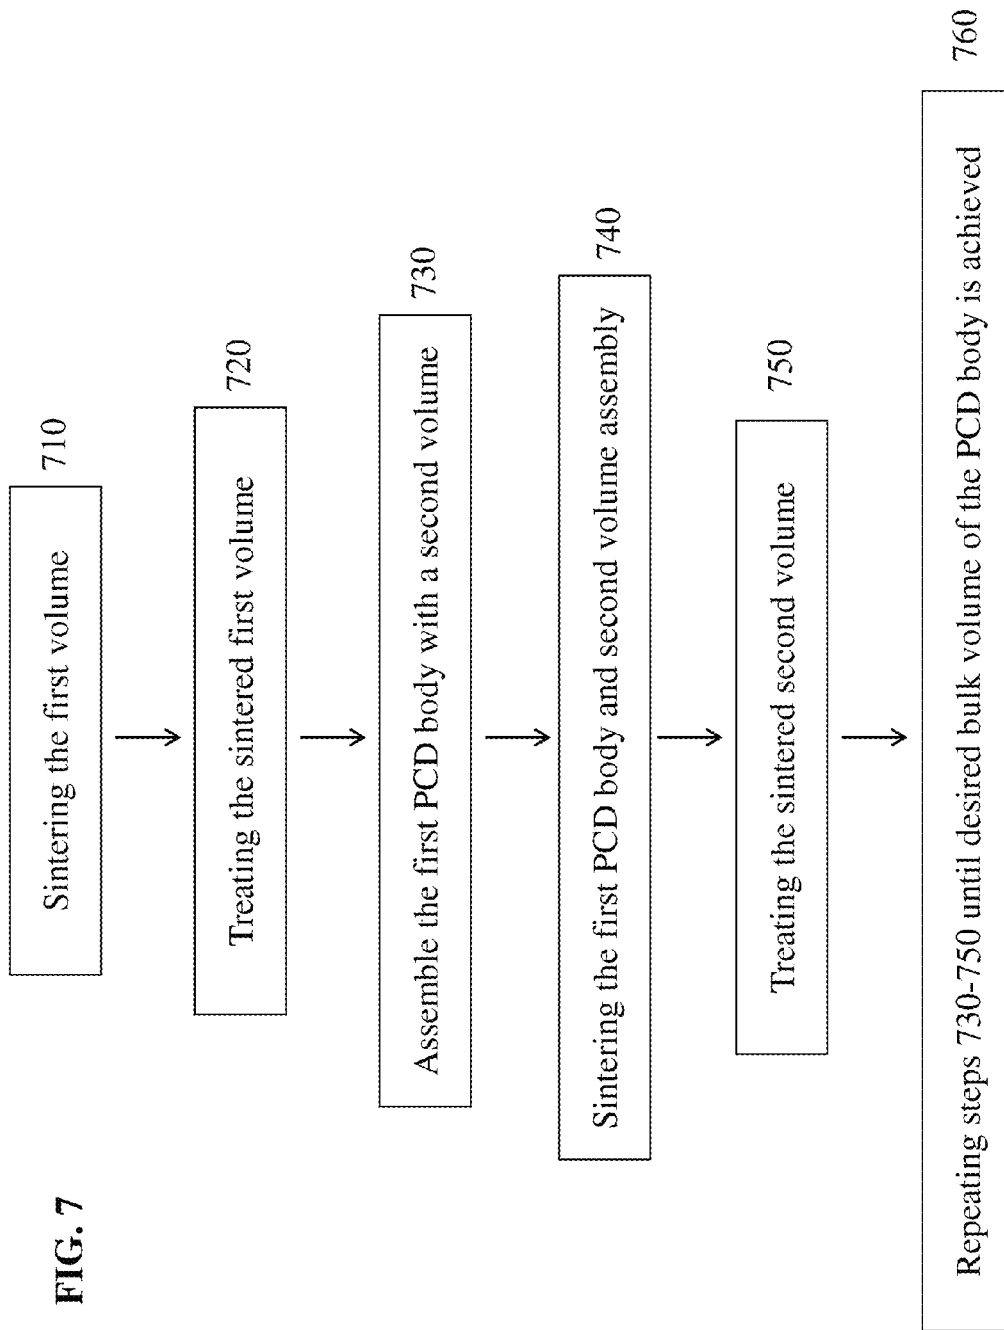 FIG. 7
Sintering the first volume
710
Treating the sintered first volume
720
Assemble the first PCD body with a second volume
730
Sintering the first PCD body and second volume assembly
740
Treating the sintered second volume
750
Repeating steps 730-750 until desired bulk volume of the PCD body is achieved
760